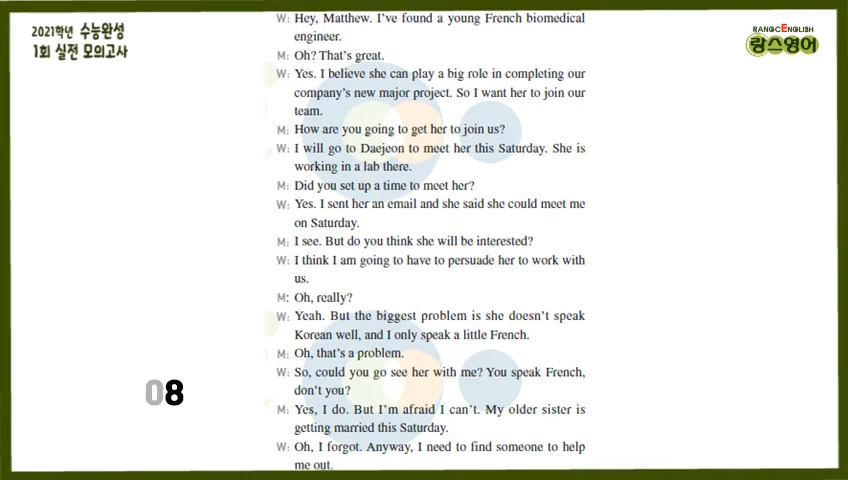 2021학년 수능완성
1회 실전 모의고사
RANGCENGLISH
랑스영어
W: Hey, Matthew. I've found a young French biomedical
engineer.
M: Oh? That's great.
W: Yes. I believe she can play a big role in completing our
company's new major project. So I want her to join our
team.
M: How are you going to get her to join us?
W: I will go to Daejeon to meet her this Saturday. She is
working in a lab there.
M: Did you set up a time to meet her?
W: Yes. I sent her an email and she said she could meet me
on Saturday.
M: I see. But do you think she will be interested?
W: I think I am going to have to persuade her to work with
us.
M: Oh, really?
W: Yeah. But the biggest problem is she doesn't speak
Korean well, and I only speak a little French.
M: Oh, that's a problem.
W: So, could you go see her with me? You speak French,
don't you?
M: Yes, I do. But I'm afraid I can't. My older sister is
getting married this Saturday.
W: Oh, I forgot. Anyway, I need to find someone to help
me out.
08